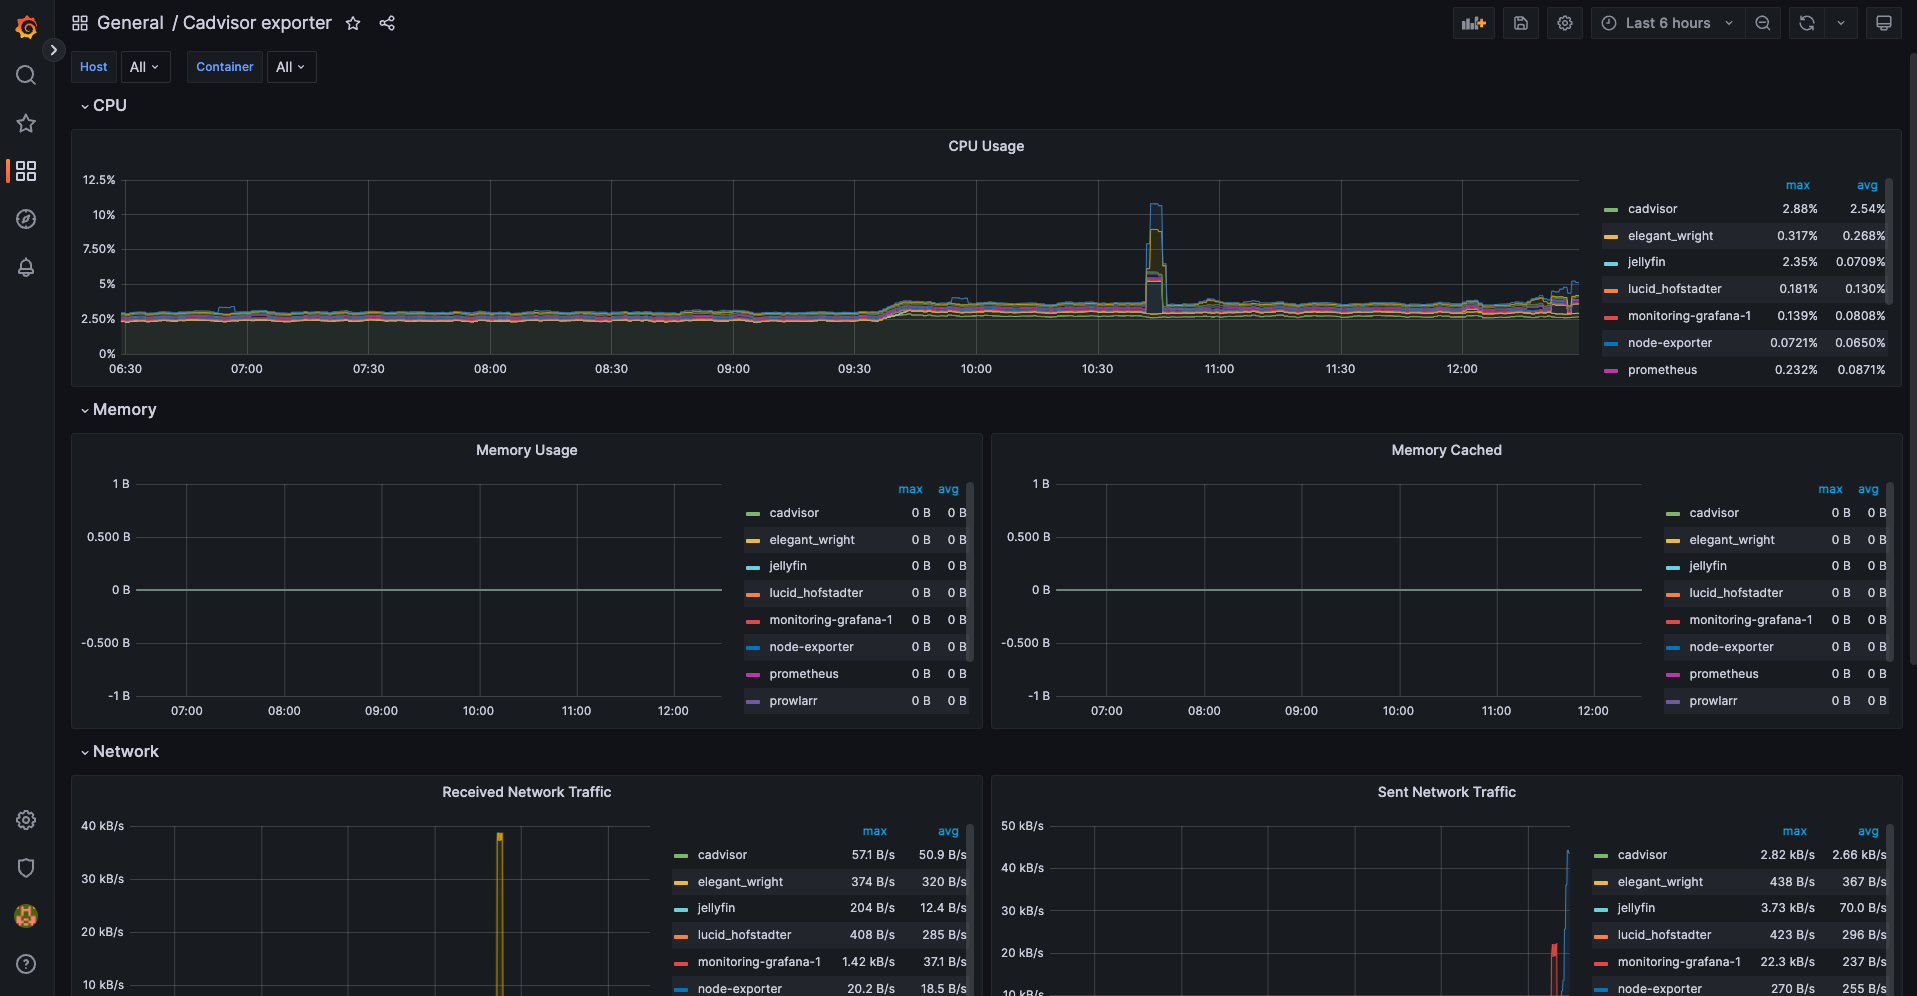 General / Cadvisor exporter
Last 6 hours
Host All Container All
CPU
CPU Usage
12.5%
10%
7.50%
5%
2.50%
0%
06:30 07:00 07:30 08:00 08:30 09:00 09:30 10:00 10:30 11:00 11:30 12:00
max avg
cadvisor 2.88% 2.54%
elegant_wright 0.317% 0.268%
jellyfin 2.35% 0.0709%
lucid_hofstadter 0.181% 0.130%
monitoring-grafana-1 0.139% 0.0808%
node-exporter 0.0721% 0.0650%
prometheus 0.232% 0.0871%
Memory
Memory Usage
1 B
0.500 B
0 B
-0.500 B
-1 B
07:00 08:00 09:00 10:00 11:00 12:00
max avg
cadvisor 0 B 0 B
elegant_wright 0 B 0 B
jellyfin 0 B 0 B
lucid_hofstadter 0 B 0 B
monitoring-grafana-1 0 B 0 B
node-exporter 0 B 0 B
prometheus 0 B 0 B
prowlarr 0 B 0 B
Memory Cached
1 B
0.500 B
0 B
-0.500 B
-1 B
07:00 08:00 09:00 10:00 11:00 12:00
max avg
cadvisor 0 B 0 B
elegant_wright 0 B 0 B
jellyfin 0 B 0 B
lucid_hofstadter 0 B 0 B
monitoring-grafana-1 0 B 0 B
node-exporter 0 B 0 B
prometheus 0 B 0 B
prowlarr 0 B 0 B
Network
Received Network Traffic
40 kB/s
30 kB/s
20 kB/s
10 kB/s
max avg
cadvisor 57.1 B/s 50.9 B/s
elegant_wright 374 B/s 320 B/s
jellyfin 204 B/s 12.4 B/s
lucid_hofstadter 408 B/s 285 B/s
monitoring-grafana-1 1.42 kB/s 37.1 B/s
node-exporter 20.2 B/s 18.5 B/s
Sent Network Traffic
50 kB/s
40 kB/s
30 kB/s
20 kB/s
10 kB/s
max avg
cadvisor 2.82 kB/s 2.66 kB/s
elegant_wright 438 B/s 367 B/s
jellyfin 3.73 kB/s 70.0 B/s
lucid_hofstadter 423 B/s 296 B/s
monitoring-grafana-1 22.3 kB/s 237 B/s
node-exporter 270 B/s 255 B/s